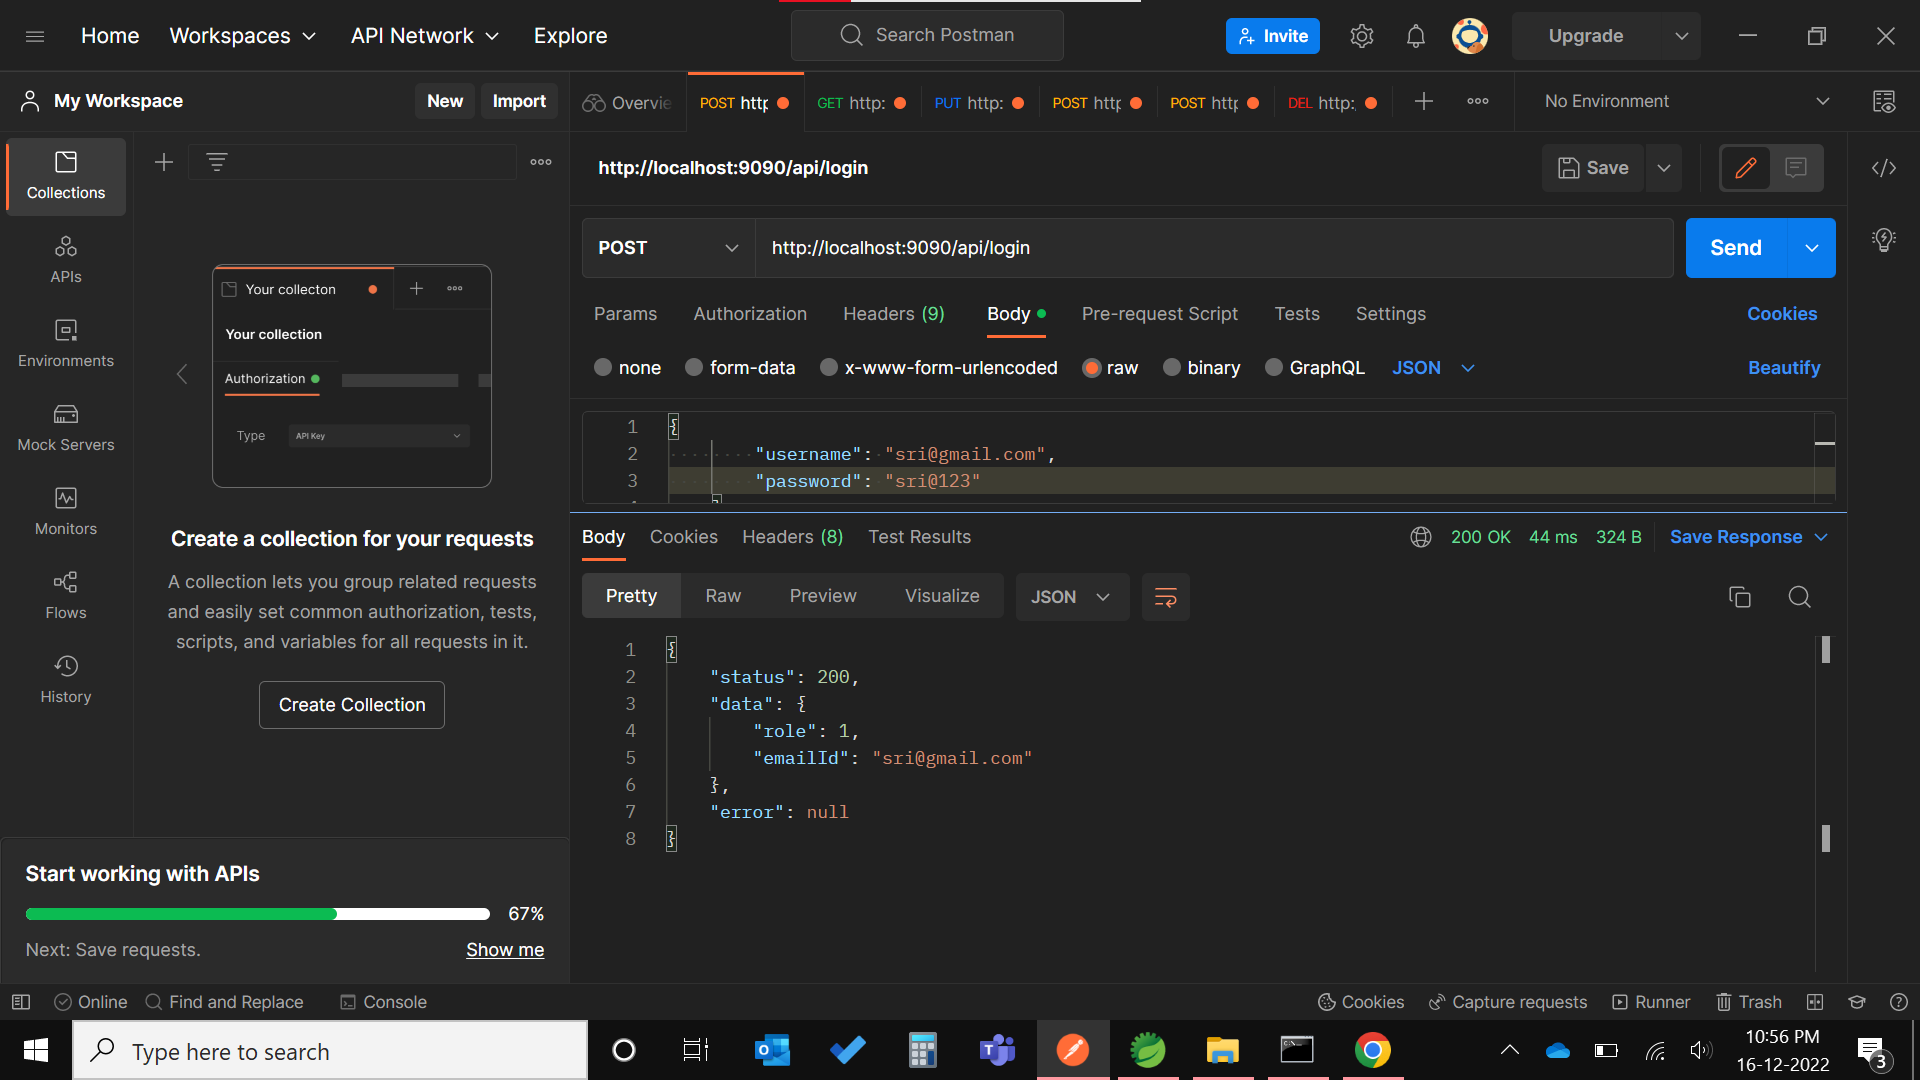 Home Workspaces API Network Explore Search Postman Invite Upgrade
My Workspace New Import
Overvie POST http GET http: PUT http: POST http POST http DEL http: No Environment
Collections
APIs
Environments
Mock Servers
Monitors
Flows
History
Your collecton
Your collection
Authorization
Type API Key
Create a collection for your requests
A collection lets you group related requests
and easily set common authorization, tests,
scripts, and variables for all requests in it.
Create Collection
Start working with APIs
67%
Next: Save requests. Show me
http://localhost:9090/api/login Save
POST http://localhost:9090/api/login Send
Params Authorization Headers (9) Body Pre-request Script Tests Settings Cookies
none form-data x-www-form-urlencoded raw binary GraphQL JSON Beautify
1 {
2 "username": "sri@gmail.com",
3 "password": "sri@123"
Body Cookies Headers (8) Test Results 200 OK 44 ms 324 B Save Response
Pretty Raw Preview Visualize JSON
1 {
2 "status": 200,
3 "data": {
4 "role": 1,
5 "emailId": "sri@gmail.com"
6 },
7 "error": null
8 }
Online Find and Replace Console Cookies Capture requests Runner Trash
Type here to search
10:56 PM
16-12-2022
3